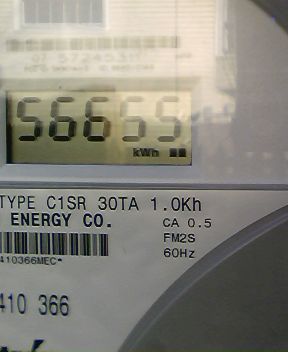 56655
kWh
TYPE C1SR 30TA 1.0Kh
ENERGY CO.
CA 0.5
FM2S
60Hz
410366MEC*
410 366